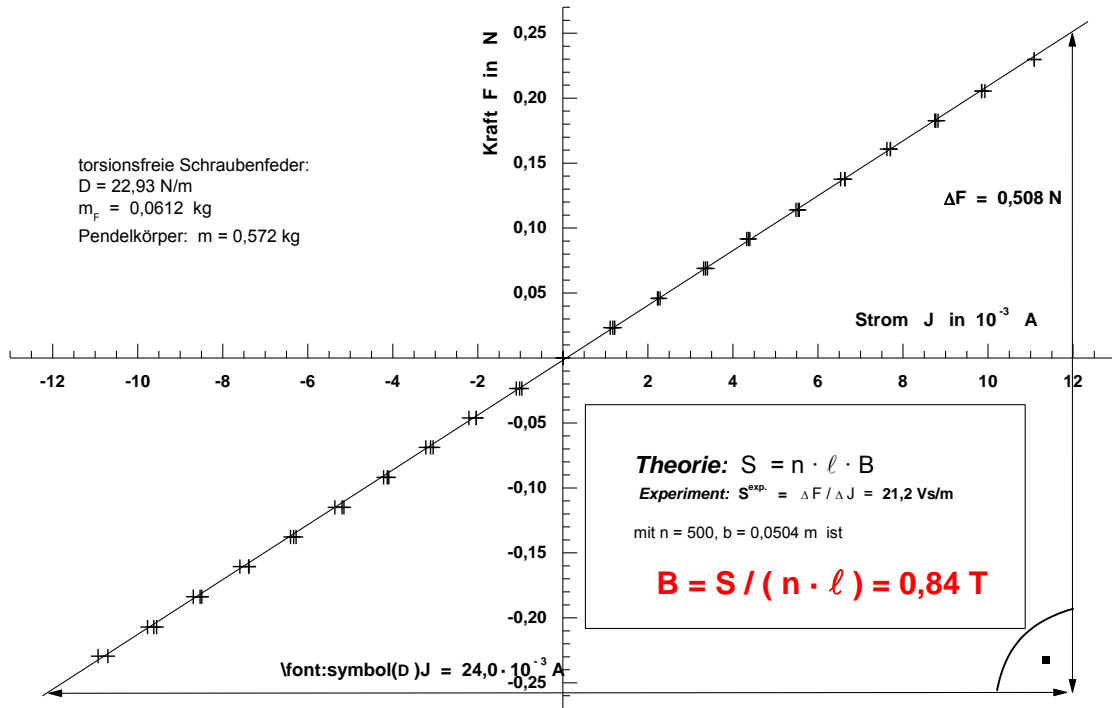 Kraft F in N
0,25
0,20
0,15
0,10
0,05
-0,05
-0,10
-0,15
-0,20
-0,25
torsionsfreie Schraubenfeder:
D = 22,93 N/m
m_F = 0,0612 kg
Pendelkörper: m = 0,572 kg
ΔF = 0,508 N
Strom J in 10^-3 A
-12 -10 -8 -6 -4 -2 2 4 6 8 10 12
Theorie: S = n · ℓ · B
Experiment: S^exp. = ΔF / ΔJ = 21,2 Vs/m
mit n = 500, b = 0,0504 m ist
B = S / ( n · ℓ ) = 0,84 T
\font:symbol(D )J = 24,0 · 10^-3 A